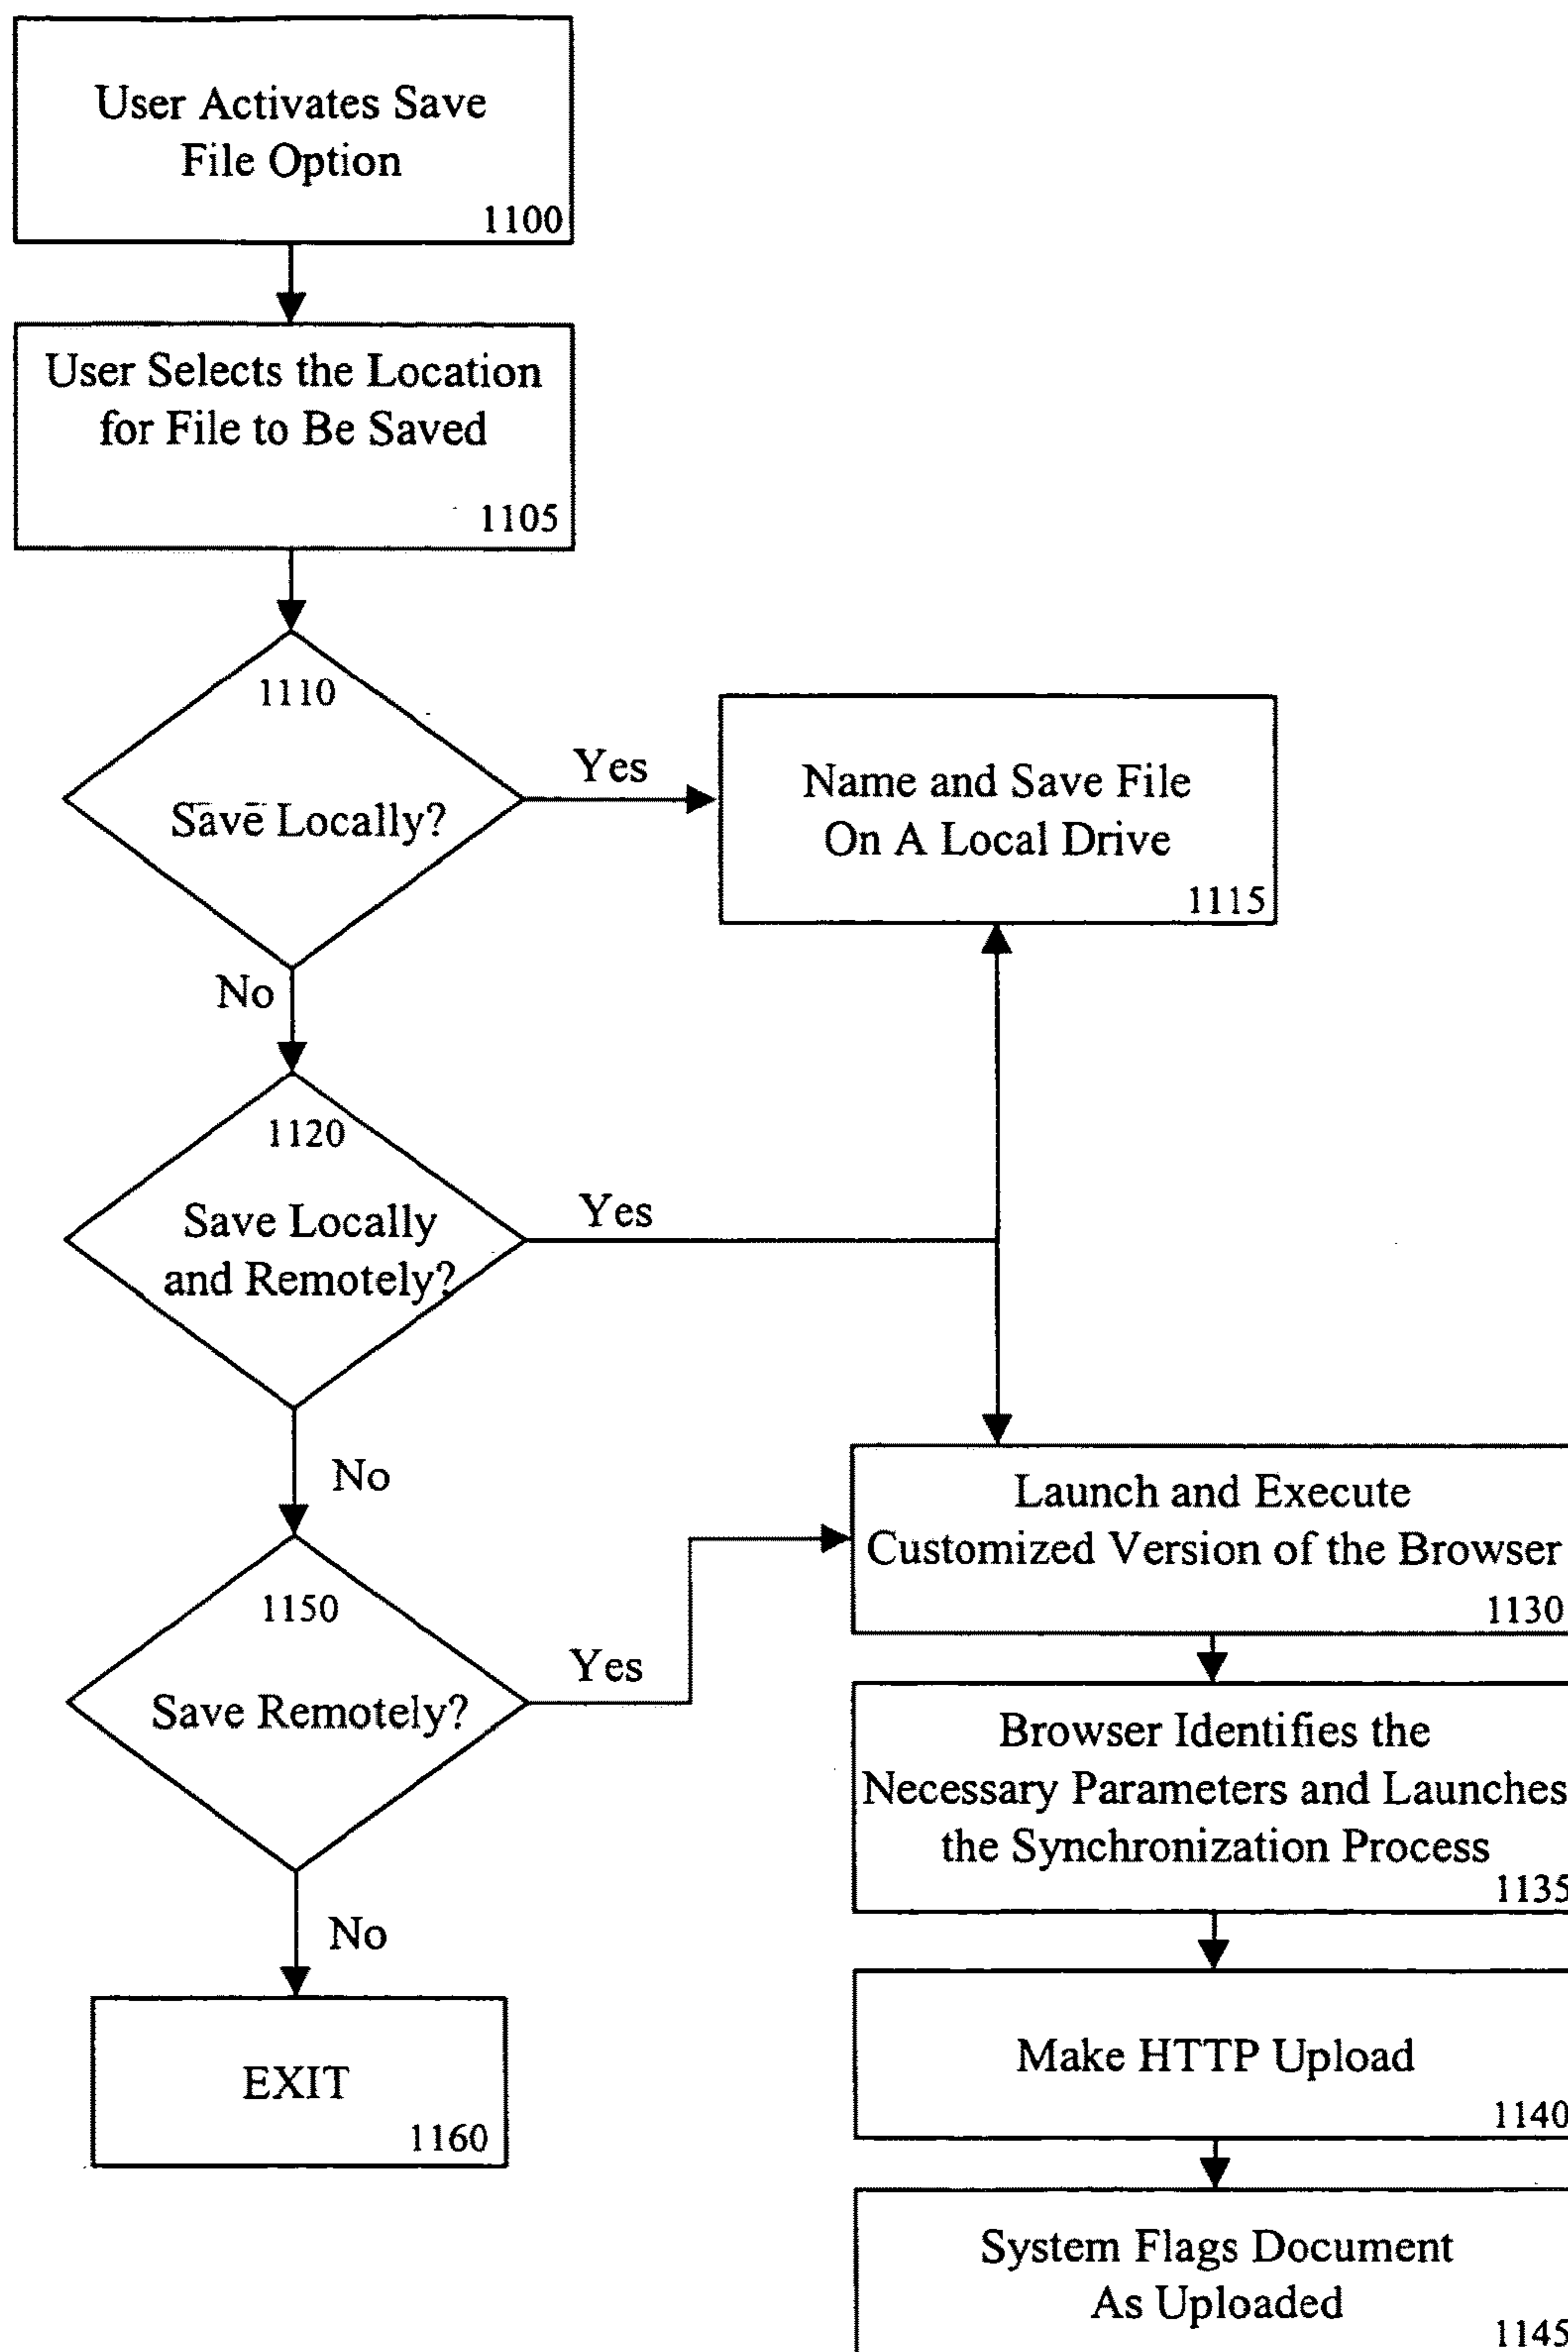 User Activates Save
File Option
1100
User Selects the Location
for File to Be Saved
1105
1110
Save Locally?
Yes
Name and Save File
On A Local Drive
1115
No
1120
Save Locally
and Remotely?
Yes
No
1150
Save Remotely?
Yes
Launch and Execute
Customized Version of the Browser
1130
Browser Identifies the
Necessary Parameters and Launches
the Synchronization Process
1135
No
EXIT
1160
Make HTTP Upload
1140
System Flags Document
As Uploaded
1145